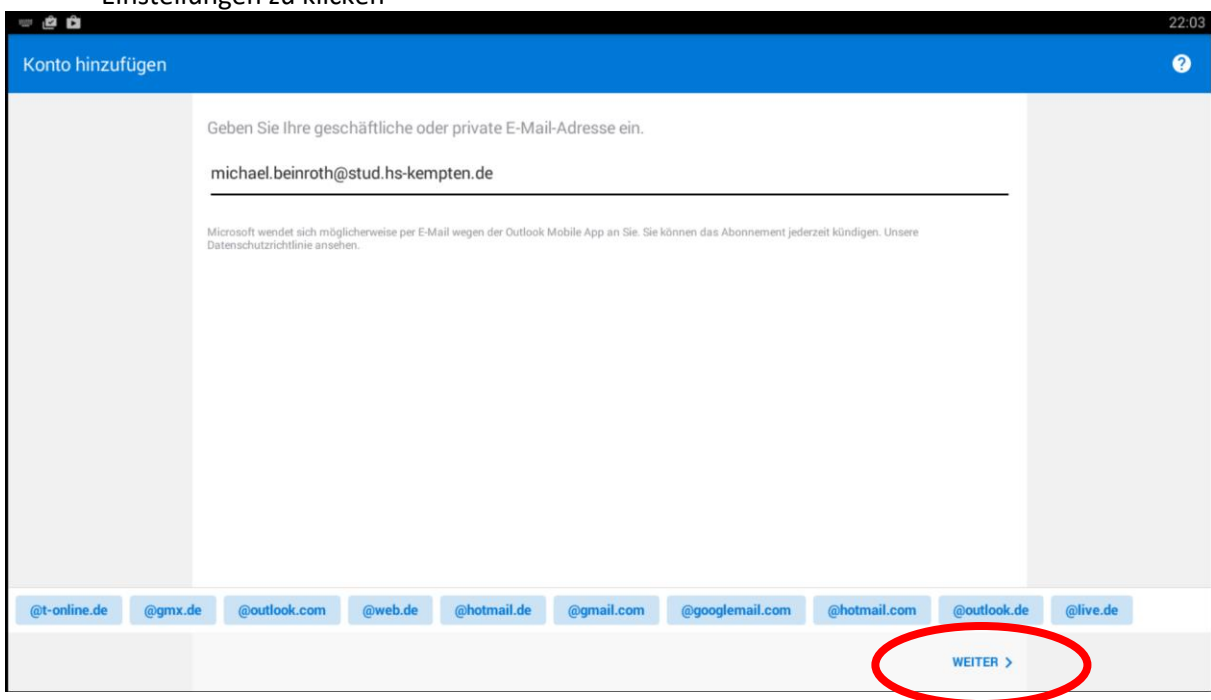 Einstellungen zu klicken
22:03
Konto hinzufügen
?
Geben Sie Ihre geschäftliche oder private E-Mail-Adresse ein.
michael.beinroth@stud.hs-kempten.de
Microsoft wendet sich möglicherweise per E-Mail wegen der Outlook Mobile App an Sie. Sie können das Abonnement jederzeit kündigen. Unsere
Datenschutzrichtlinie ansehen.
@t-online.de @gmx.de @outlook.com @web.de @hotmail.de @gmail.com @googlemail.com @hotmail.com @outlook.de @live.de
WEITER >